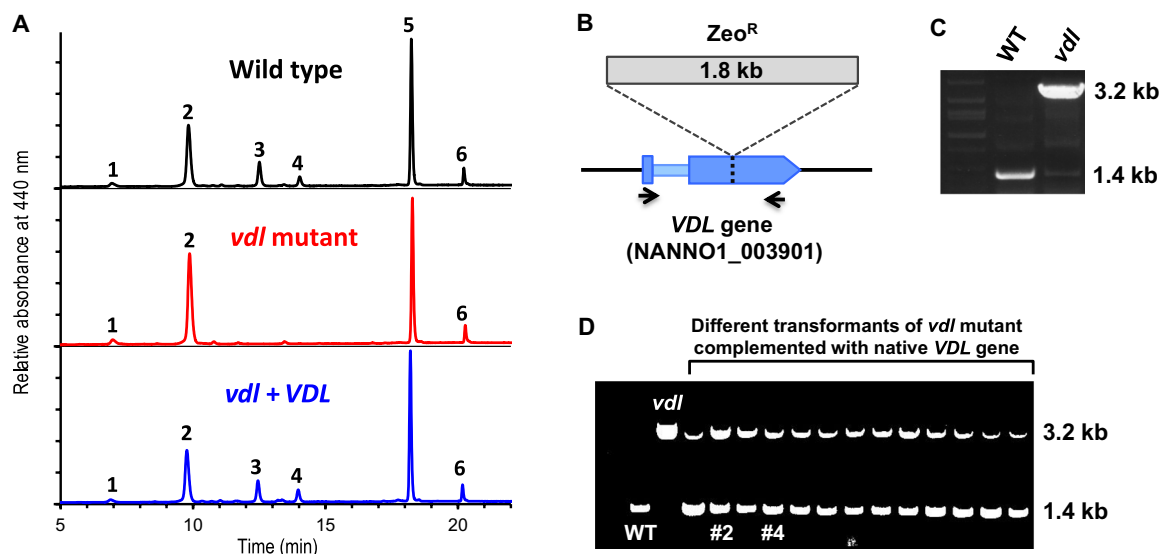 A
Relative absorbance at 440 nm
Wild type
1
2
3
4
5
6
vdl mutant
1
2
6
vdl + VDL
1
2
3
4
6
5
10
15
20
Time (min)
B
Zeo^R
1.8 kb
VDL gene
(NANNO1_003901)
C
WT
vdl
3.2 kb
1.4 kb
D
Different transformants of vdl mutant
complemented with native VDL gene
vdl
3.2 kb
1.4 kb
WT
#2
#4